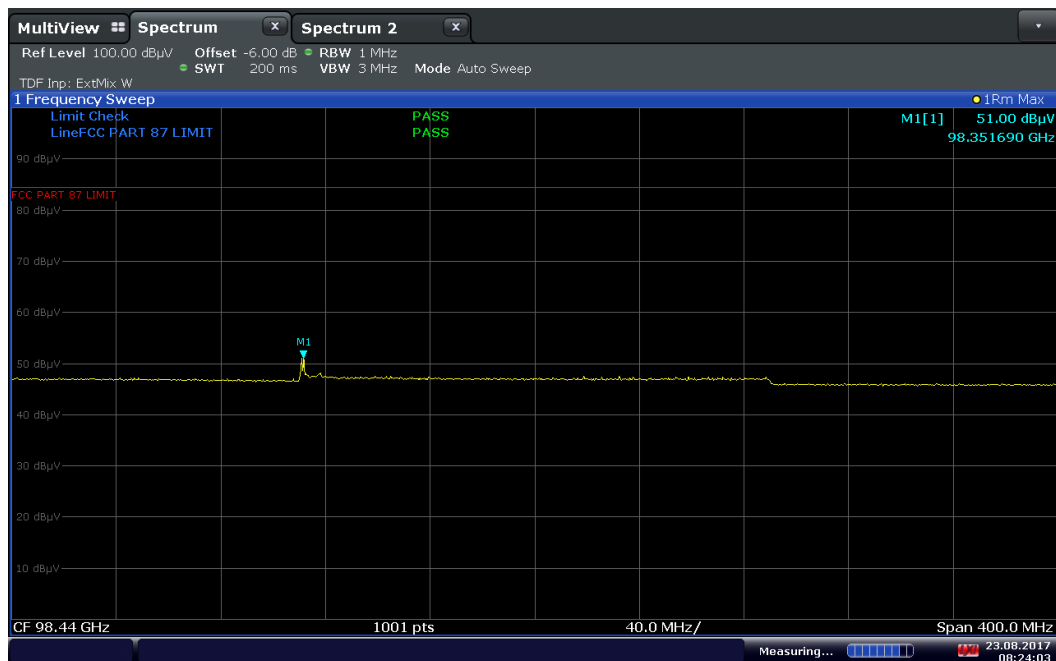 MultiView Spectrum X Spectrum 2 X
Ref Level 100.00 dBµV Offset -6.00 dB RBW 1 MHz
SWT 200 ms VBW 3 MHz Mode Auto Sweep
TDF Inp: ExtMix W
1 Frequency Sweep 1Rm Max
Limit Check PASS M1[1] 51.00 dBµV
LineFCC PART 87 LIMIT PASS 98.351690 GHz
90 dBµV
FCC PART 87 LIMIT
80 dBµV
70 dBµV
60 dBµV
M1
50 dBµV
40 dBµV
30 dBµV
20 dBµV
10 dBµV
CF 98.44 GHz 1001 pts 40.0 MHz/ Span 400.0 MHz
Measuring... 23.08.2017
08:24:03